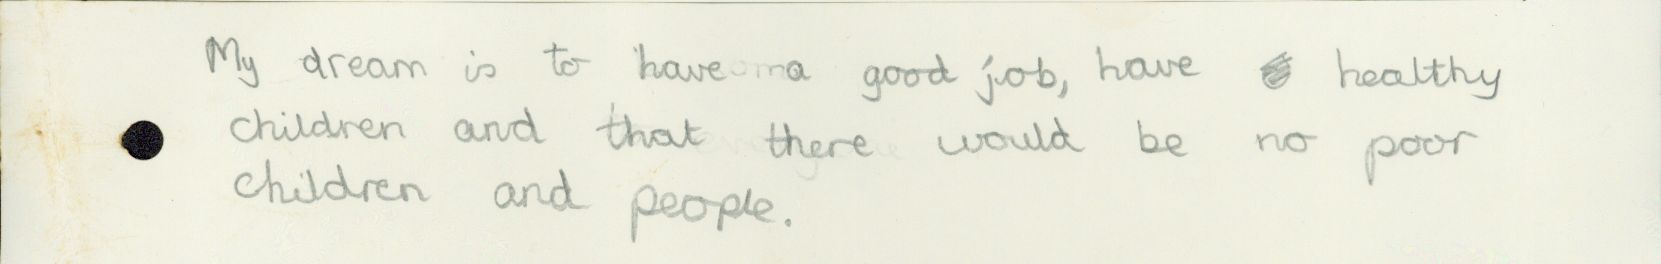 My dream is to have a good job, have healthy
children and that there would be no poor
children and people.